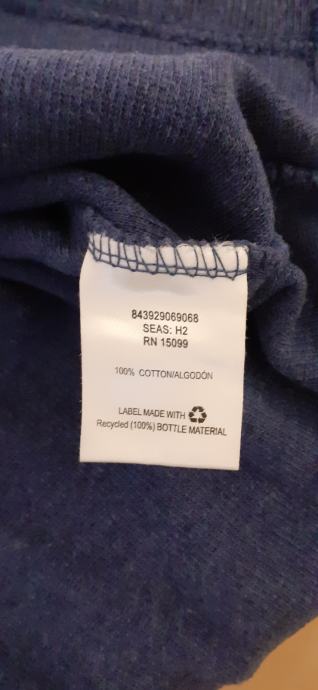 843929069068
SEAS: H2
RN 15099
100% COTTON/ALGODÓN
LABEL MADE WITH
Recycled (100%) BOTTLE MATERIAL